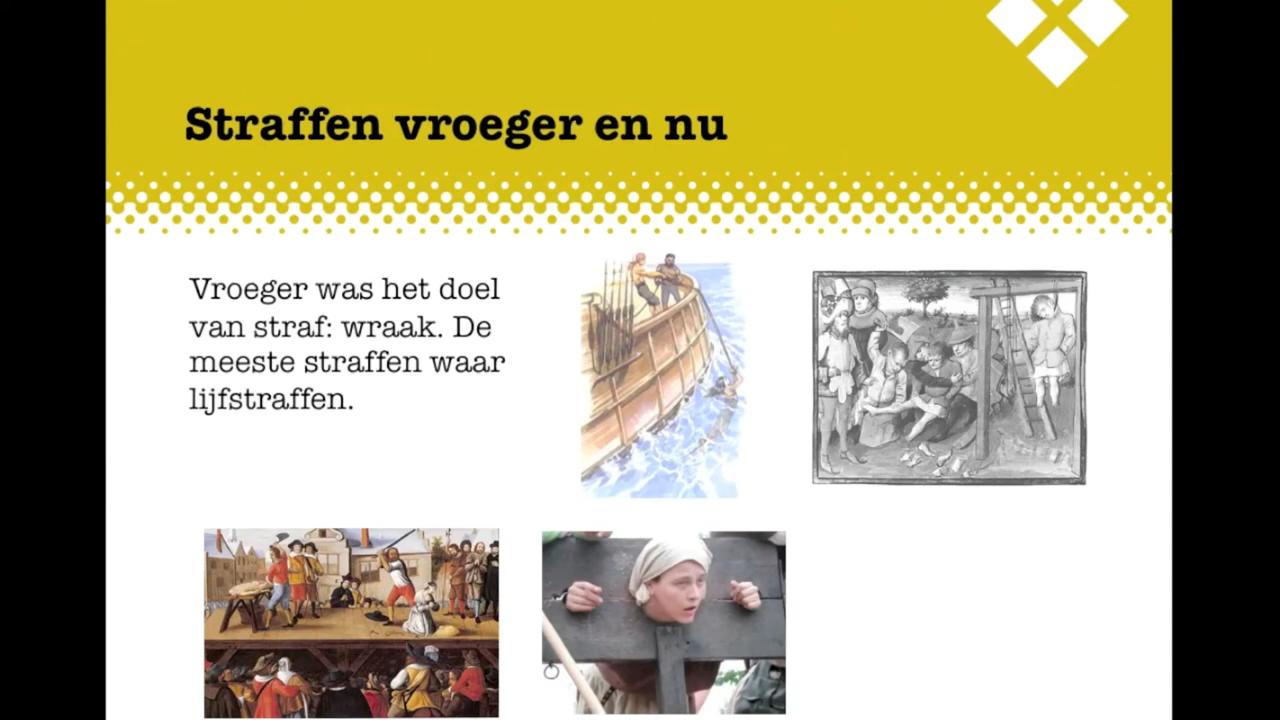 Straffen vroeger en nu
Vroeger was het doel
van straf: wraak. De
meeste straffen waar
lijfstraffen.